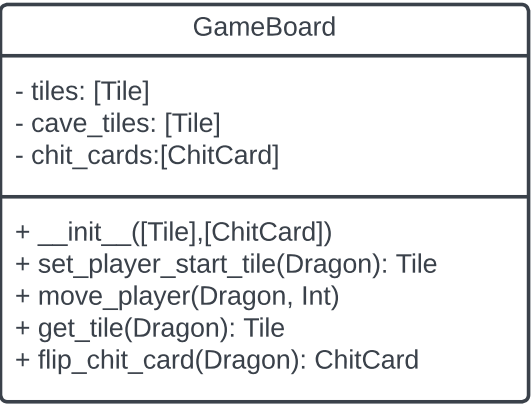 GameBoard
- tiles: [Tile]
- cave_tiles: [Tile]
- chit_cards:[ChitCard]
+ __init__([Tile],[ChitCard])
+ set_player_start_tile(Dragon): Tile
+ move_player(Dragon, Int)
+ get_tile(Dragon): Tile
+ flip_chit_card(Dragon): ChitCard